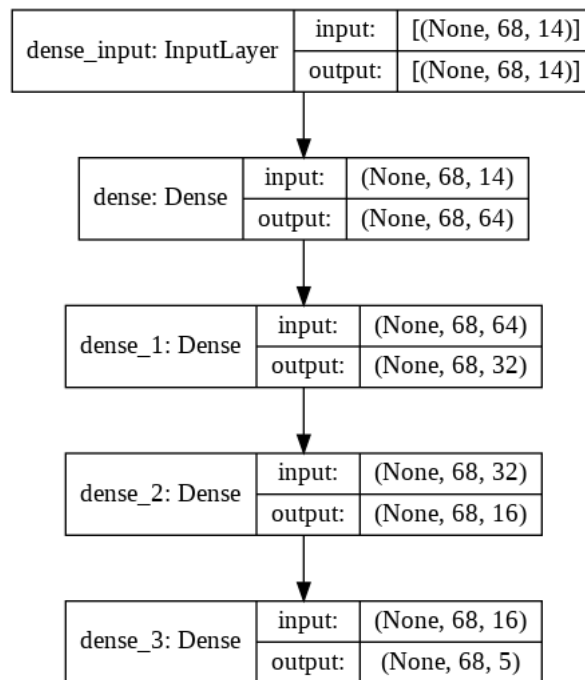 dense_input: InputLayer
input:
[(None, 68, 14)]
output:
[(None, 68, 14)]
dense: Dense
input:
(None, 68, 14)
output:
(None, 68, 64)
dense_1: Dense
input:
(None, 68, 64)
output:
(None, 68, 32)
dense_2: Dense
input:
(None, 68, 32)
output:
(None, 68, 16)
dense_3: Dense
input:
(None, 68, 16)
output:
(None, 68, 5)